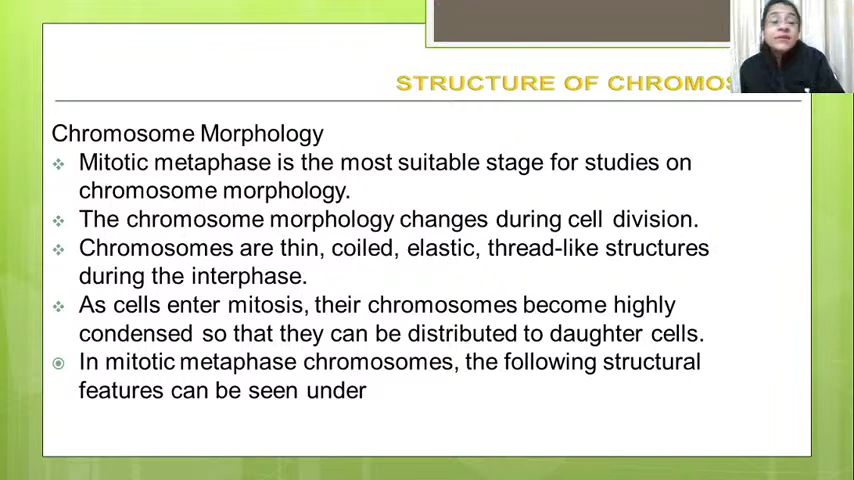 STRUCTURE OF
Chromosome Morphology
Mitotic metaphase is the most suitable stage for studies on
chromosome morphology.
The chromosome morphology changes during cell division.
Chromosomes are thin, coiled, elastic, thread-like structures
during the interphase.
As cells enter mitosis, their chromosomes become highly
condensed so that they can be distributed to daughter cells.
In mitotic metaphase chromosomes, the following structural
features can be seen under